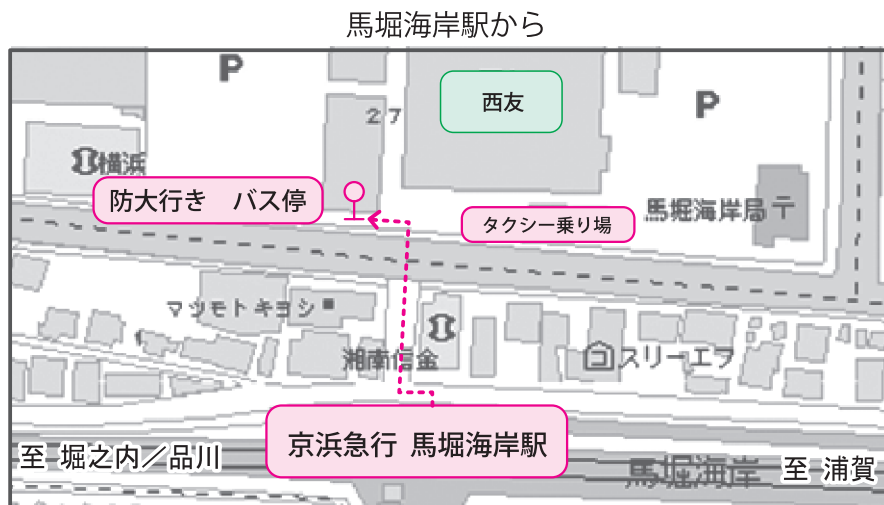 馬堀海岸駅から
P
27
西友
P
横浜
防大行き バス停
タクシー乗り場
馬堀海岸局
マツモトキヨシ
湘南信金
スリーエフ
京浜急行 馬堀海岸駅
至 堀之内／品川
馬堀海岸
至 浦賀